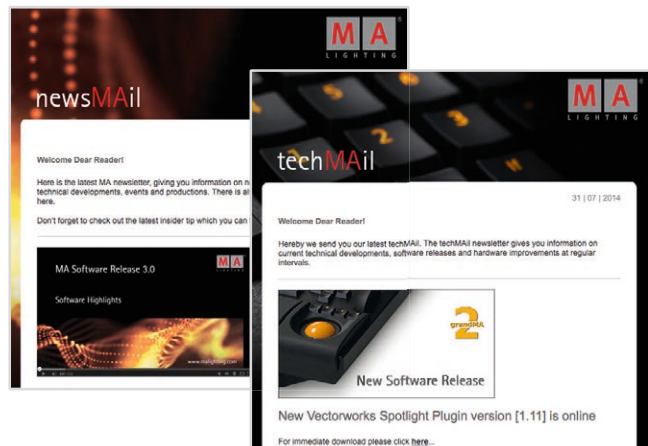 MA
LIGHTING
newsMAil
Welcome Dear Reader!
Here is the latest MA newsletter, giving you information on
technical developments, events and productions. There is
here.
Don't forget to check out the latest insider tip which you can
MA Software Release 3.0
MA
LIGHTING
Software Highlights
www.malighting.com
MA
LIGHTING
techMAil
31 | 07 | 2014
Welcome Dear Reader!
Hereby we send you our latest techMAil. The techMAil newsletter gives you information on
current technical developments, software releases and hardware improvements at regular
intervals.
2
grandMA
New Software Release
New Vectorworks Spotlight Plugin version [1.11] is online
For immediate download please click here...